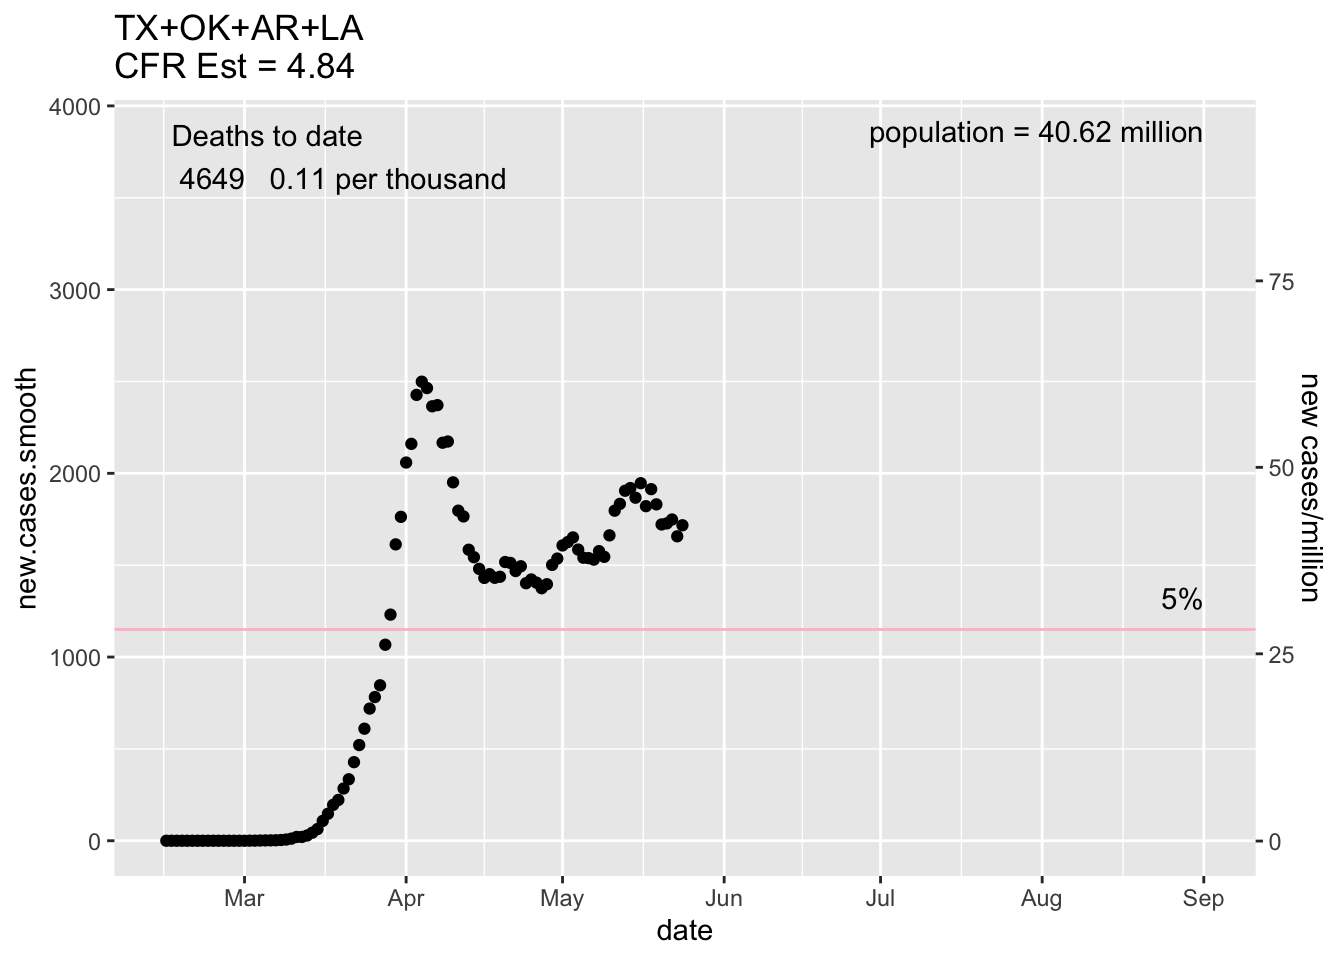 TX+OK+AR+LA
CFR Est = 4.84
Deaths to date
4649   0.11 per thousand
population = 40.62 million
5%
new.cases.smooth
4000
3000
2000
1000
0
new cases/million
75
50
25
0
Mar Apr May Jun Jul Aug Sep
date